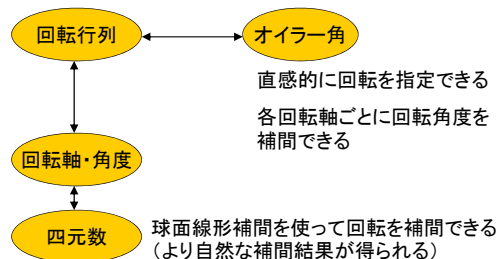 回転行列
オイラー角
直感的に回転を指定できる
各回転軸ごとに回転角度を
補間できる
回転軸・角度
四元数
球面線形補間を使って回転を補間できる
(より自然な補間結果が得られる)